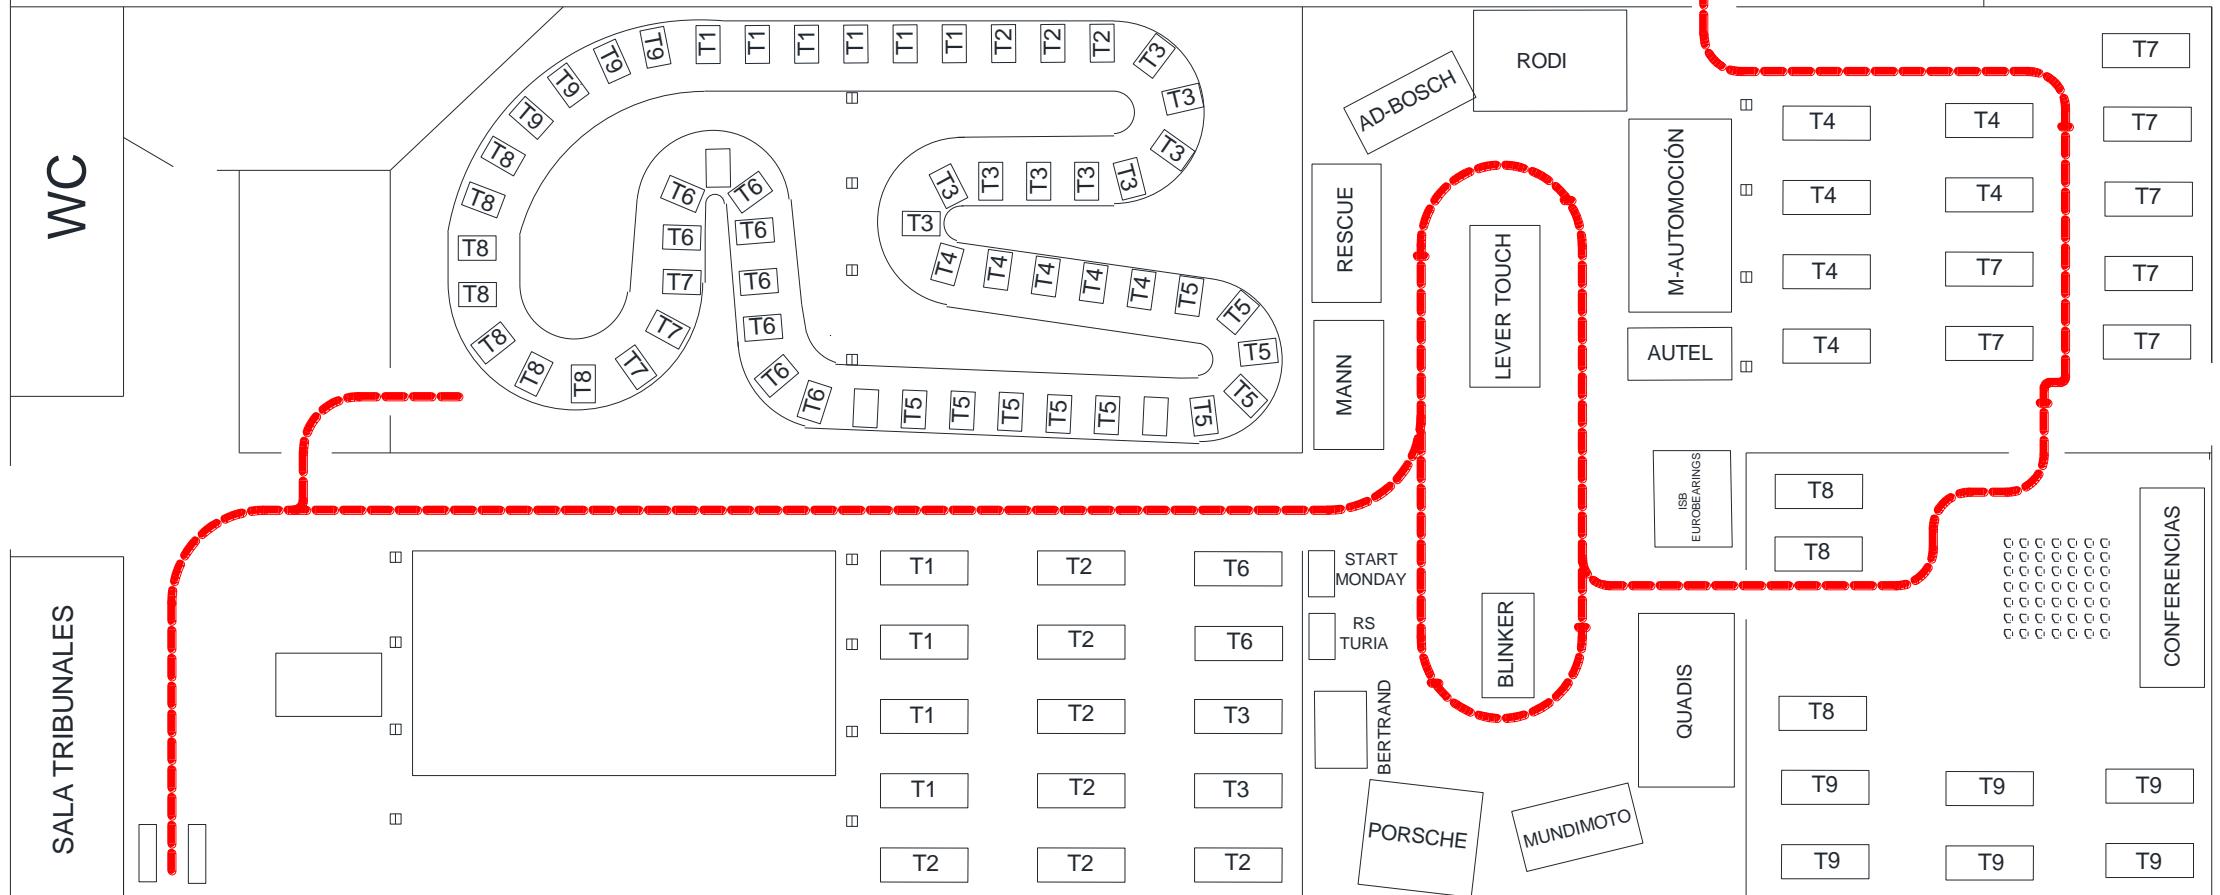 WC
SALA TRIBUNALES
T9
T9
T9
T9
T1
T1
T1
T1
T1
T1
T2
T2
T2
T3
T3
T3
T3
T3
T3
T3
T3
T3
T4
T4
T4
T4
T4
T5
T5
T5
T5
T5
T5
T5
T5
T5
T5
T6
T6
T6
T6
T6
T6
T6
T6
T7
T7
T7
T8
T8
T8
T8
T8
T8
T8
T1
T2
T6
T1
T2
T6
T1
T2
T3
T1
T2
T3
T2
T2
T2
RODI
AD-BOSCH
RESCUE
MANN
LEVER TOUCH
M-AUTOMOCIÓN
AUTEL
ISB
EUROBEARINGS
START
MONDAY
RS
TURIA
BERTRAND
BLINKER
QUADIS
PORSCHE
MUNDIMOTO
T7
T4
T4
T7
T4
T4
T7
T4
T7
T7
T4
T7
T7
T8
T8
CONFERENCIAS
T8
T9
T9
T9
T9
T9
T9